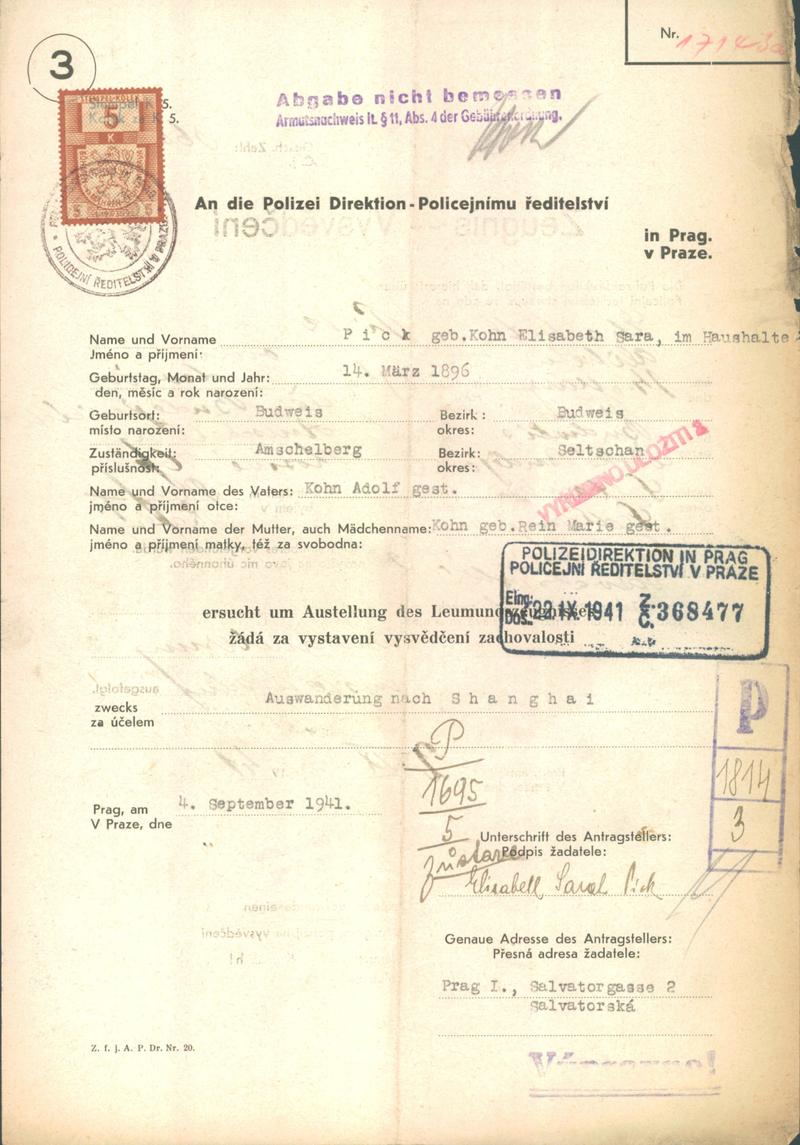 Nr.
3
5.
K 5.
5
K
Abgabe nicht bemessen
Armutsnachweis lt. § 11, Abs. 4 der Gebührenordnung.
An die Polizei Direktion - Policejnímu ředitelství
in Prag.
v Praze.
POLICEJNÍ ŘEDITELSTVÍ V PRAZE
Name und Vorname P i c k geb.Kohn Elisabeth Sara, im Haushalte
Jméno a příjmení
Geburtstag, Monat und Jahr: 14. März 1896
den, měsíc a rok narození:
Geburtsort: Budweis Bezirk: Budweis
místo narození: okres:
Zuständigkeit: Amschelberg Bezirk: Seltschan
příslušnost: okres:
Name und Vorname des Vaters: Kohn Adolf gest.
jméno a příjmení otce:
Name und Vorname der Mutter, auch Mädchenname: Kohn geb.Rein Marie gest.
jméno a příjmení matky, též za svobodna:
POLIZEIDIREKTION IN PRAG
POLICEJNÍ ŘEDITELSTVÍ V PRAZE
Eing: Z.
Doš. 22 IX 1941 Č. 368477
ersucht um Austellung des Leumundszeugnisses
žádá za vystavení vysvědčení zachovalosti
zwecks Auswanderung nach S h a n g h a i
za účelem
P
1814
3
P
1695
5
zůstává
Prag, am 4. September 1941.
V Praze, dne
Unterschrift des Antragstellers:
Podpis žadatele:
Elisabeth Sara Pick
Genaue Adresse des Antragstellers:
Přesná adresa žadatele:
Prag I., Salvatorgasse 2
Salvatorská
Z. f. j. A. P. Dr. Nr. 20.